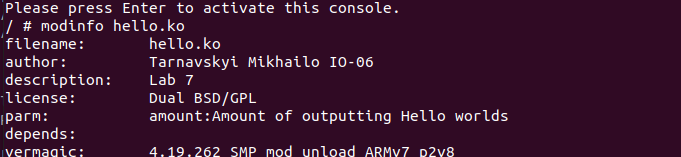 Please press Enter to activate this console.
/ # modinfo hello.ko
filename:       hello.ko
author:         Tarnavskyi Mikhailo IO-06
description:    Lab 7
license:        Dual BSD/GPL
parm:           amount:Amount of outputting Hello worlds
depends:
vermagic:       4.19.262 SMP mod_unload ARMv7 p2v8